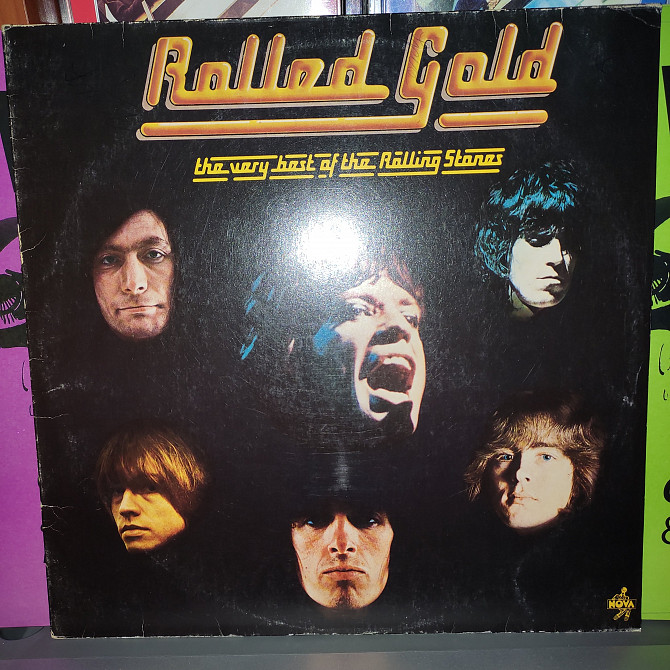 Rolled Gold
the very best of the Rolling Stones
NOVA